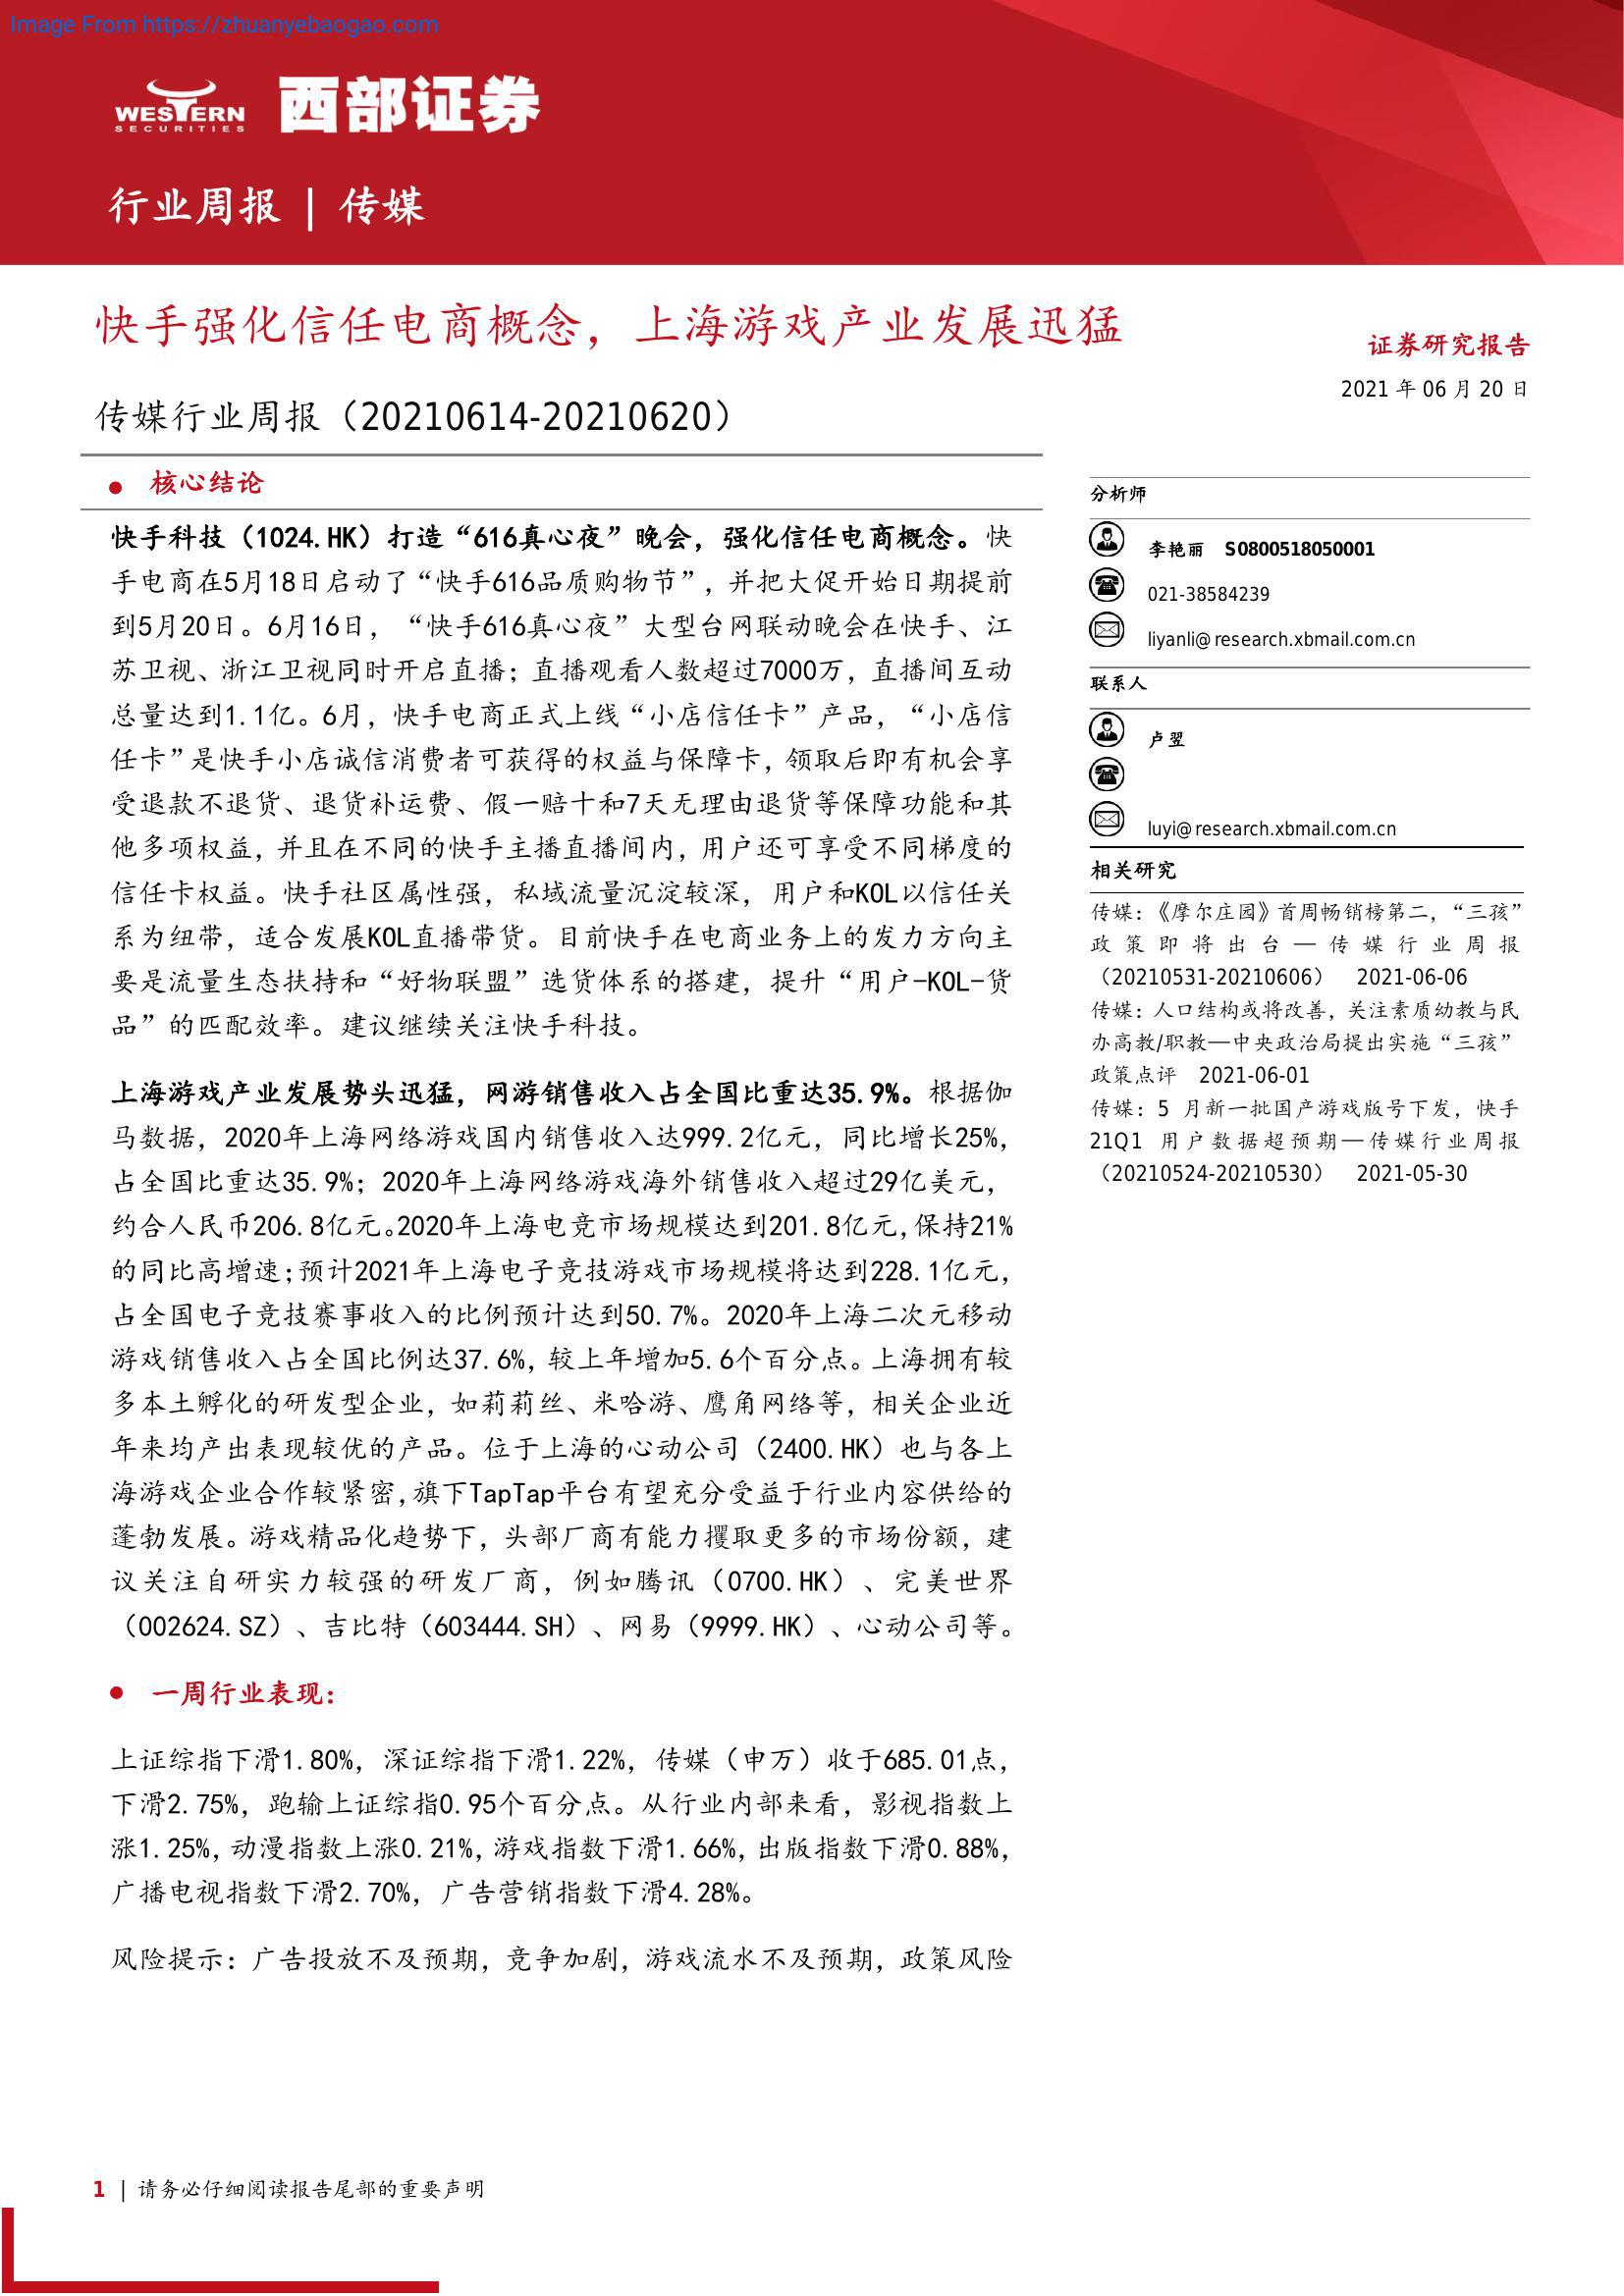 Image From https://zhuanyebaogao.com
WESTERN
SECURITIES
西部证券
行业周报 | 传媒
快手强化信任电商概念，上海游戏产业发展迅猛
传媒行业周报（20210614-20210620）
证券研究报告
2021 年 06 月 20 日
● 核心结论
快手科技（1024.HK）打造“616真心夜”晚会，强化信任电商概念。快
手电商在5月18日启动了“快手616品质购物节”，并把大促开始日期提前
到5月20日。6月16日，“快手616真心夜”大型台网联动晚会在快手、江
苏卫视、浙江卫视同时开启直播；直播观看人数超过7000万，直播间互动
总量达到1.1亿。6月，快手电商正式上线“小店信任卡”产品，“小店信
任卡”是快手小店诚信消费者可获得的权益与保障卡，领取后即有机会享
受退款不退货、退货补运费、假一赔十和7天无理由退货等保障功能和其
他多项权益，并且在不同的快手主播直播间内，用户还可享受不同梯度的
信任卡权益。快手社区属性强，私域流量沉淀较深，用户和KOL以信任关
系为纽带，适合发展KOL直播带货。目前快手在电商业务上的发力方向主
要是流量生态扶持和“好物联盟”选货体系的搭建，提升“用户-KOL-货
品”的匹配效率。建议继续关注快手科技。
上海游戏产业发展势头迅猛，网游销售收入占全国比重达35.9%。根据伽
马数据，2020年上海网络游戏国内销售收入达999.2亿元，同比增长25%，
占全国比重达35.9%；2020年上海网络游戏海外销售收入超过29亿美元，
约合人民币206.8亿元。2020年上海电竞市场规模达到201.8亿元，保持21%
的同比高增速；预计2021年上海电子竞技游戏市场规模将达到228.1亿元，
占全国电子竞技赛事收入的比例预计达到50.7%。2020年上海二次元移动
游戏销售收入占全国比例达37.6%，较上年增加5.6个百分点。上海拥有较
多本土孵化的研发型企业，如莉莉丝、米哈游、鹰角网络等，相关企业近
年来均产出表现较优的产品。位于上海的心动公司（2400.HK）也与各上
海游戏企业合作较紧密，旗下TapTap平台有望充分受益于行业内容供给的
蓬勃发展。游戏精品化趋势下，头部厂商有能力攫取更多的市场份额，建
议关注自研实力较强的研发厂商，例如腾讯（0700.HK）、完美世界
（002624.SZ）、吉比特（603444.SH）、网易（9999.HK）、心动公司等。
● 一周行业表现：
上证综指下滑1.80%，深证综指下滑1.22%，传媒（申万）收于685.01点，
下滑2.75%，跑输上证综指0.95个百分点。从行业内部来看，影视指数上
涨1.25%，动漫指数上涨0.21%，游戏指数下滑1.66%，出版指数下滑0.88%，
广播电视指数下滑2.70%，广告营销指数下滑4.28%。
风险提示：广告投放不及预期，竞争加剧，游戏流水不及预期，政策风险
分析师
李艳丽 S0800518050001
021-38584239
liyanli@research.xbmail.com.cn
联系人
卢翌
luyi@research.xbmail.com.cn
相关研究
传媒：《摩尔庄园》首周畅销榜第二，“三孩”
政策即将出台—传媒行业周报
（20210531-20210606） 2021-06-06
传媒：人口结构或将改善，关注素质幼教与民
办高教/职教—中央政治局提出实施“三孩”
政策点评 2021-06-01
传媒：5 月新一批国产游戏版号下发，快手
21Q1 用户数据超预期—传媒行业周报
（20210524-20210530） 2021-05-30
1 | 请务必仔细阅读报告尾部的重要声明